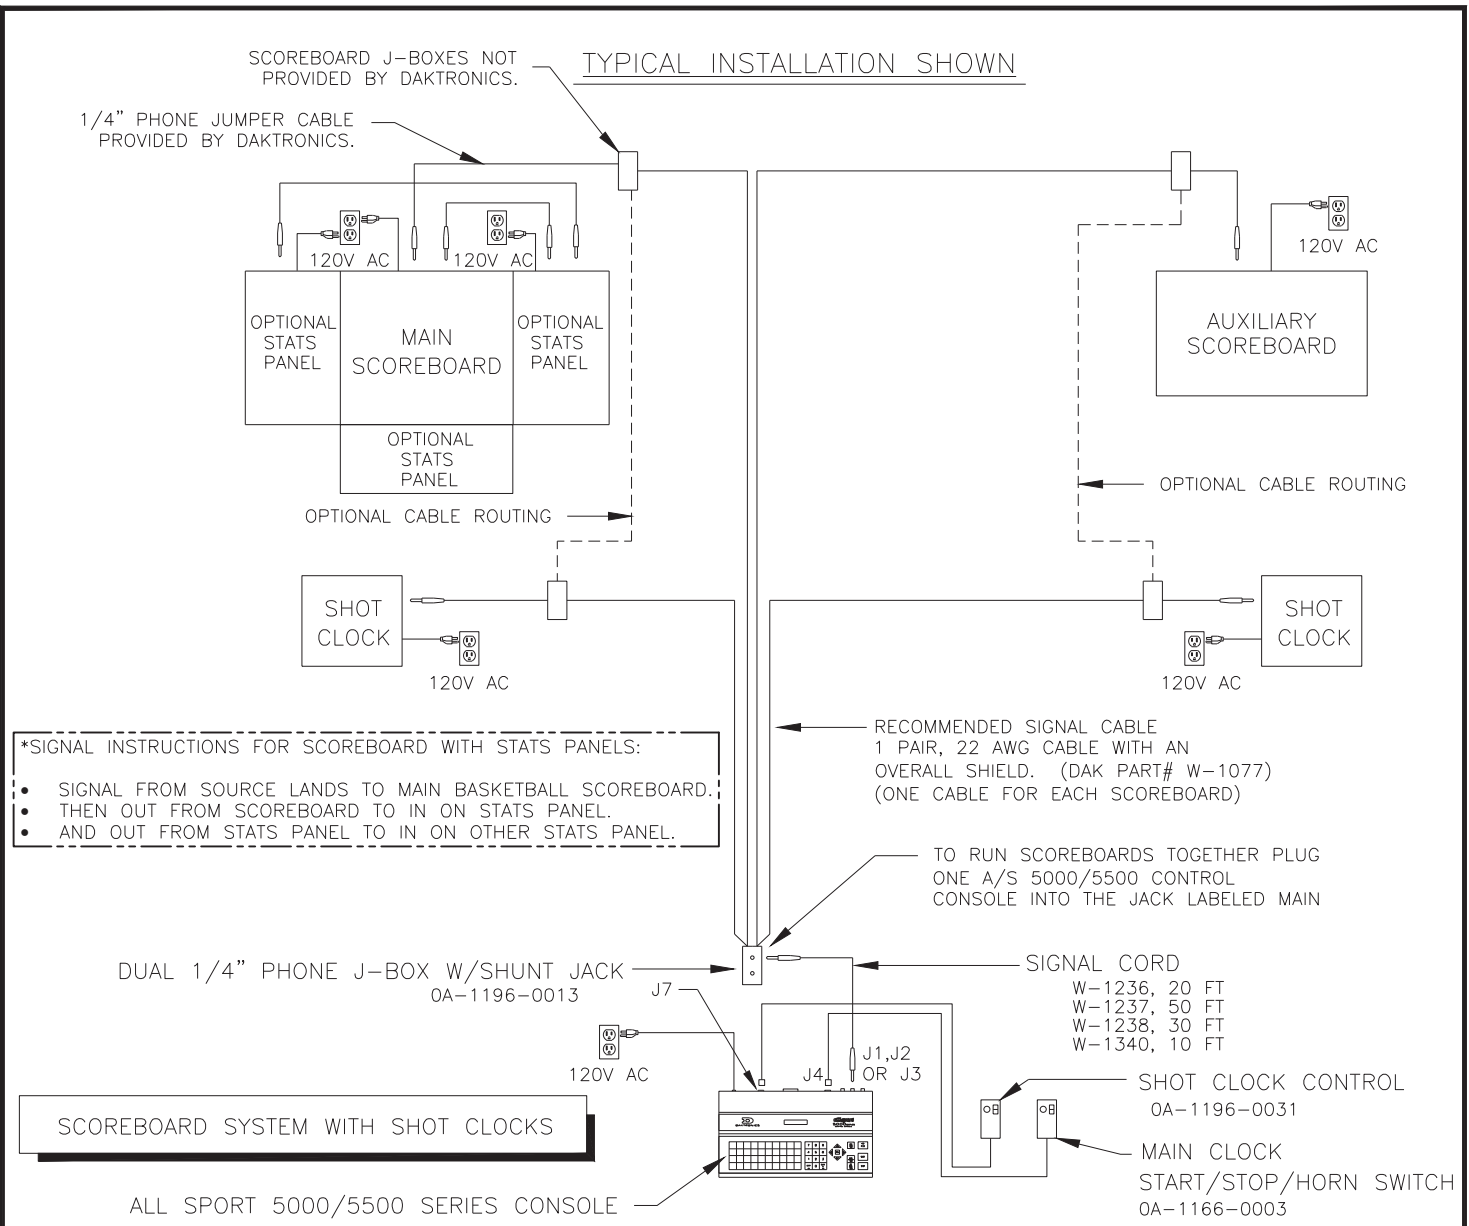 SCOREBOARD J-BOXES NOT
PROVIDED BY DAKTRONICS.
TYPICAL INSTALLATION SHOWN
1/4" PHONE JUMPER CABLE
PROVIDED BY DAKTRONICS.
120V AC
120V AC
120V AC
OPTIONAL
STATS
PANEL
MAIN
SCOREBOARD
OPTIONAL
STATS
PANEL
AUXILIARY
SCOREBOARD
OPTIONAL
STATS
PANEL
OPTIONAL CABLE ROUTING
OPTIONAL CABLE ROUTING
SHOT
CLOCK
120V AC
SHOT
CLOCK
120V AC
RECOMMENDED SIGNAL CABLE
1 PAIR, 22 AWG CABLE WITH AN
OVERALL SHIELD. (DAK PART# W-1077)
(ONE CABLE FOR EACH SCOREBOARD)
*SIGNAL INSTRUCTIONS FOR SCOREBOARD WITH STATS PANELS:
• SIGNAL FROM SOURCE LANDS TO MAIN BASKETBALL SCOREBOARD.
• THEN OUT FROM SCOREBOARD TO IN ON STATS PANEL.
• AND OUT FROM STATS PANEL TO IN ON OTHER STATS PANEL.
TO RUN SCOREBOARDS TOGETHER PLUG
ONE A/S 5000/5500 CONTROL
CONSOLE INTO THE JACK LABELED MAIN
DUAL 1/4" PHONE J-BOX W/SHUNT JACK
0A-1196-0013
J7
SIGNAL CORD
W-1236, 20 FT
W-1237, 50 FT
W-1238, 30 FT
W-1340, 10 FT
120V AC
J4
J1,J2
OR J3
SHOT CLOCK CONTROL
0A-1196-0031
SCOREBOARD SYSTEM WITH SHOT CLOCKS
DAKTRONICS
MAIN CLOCK
START/STOP/HORN SWITCH
0A-1166-0003
ALL SPORT 5000/5500 SERIES CONSOLE